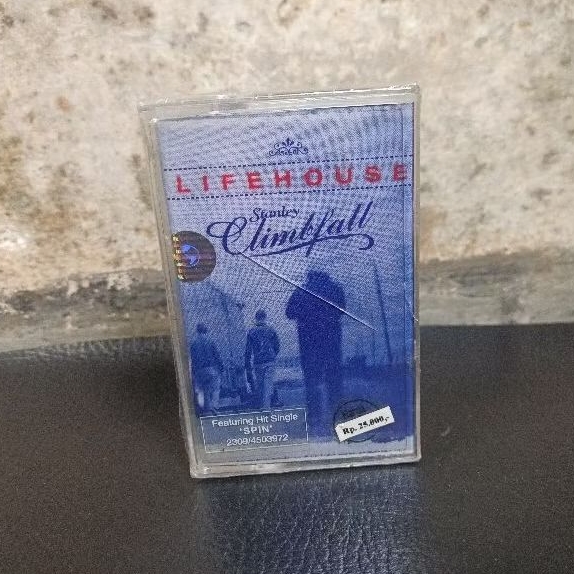 LIFEHOUSE
Stanley
Climbfall
Featuring Hit Single
'SPIN'
2309/4503972
Rp. 25.000,-